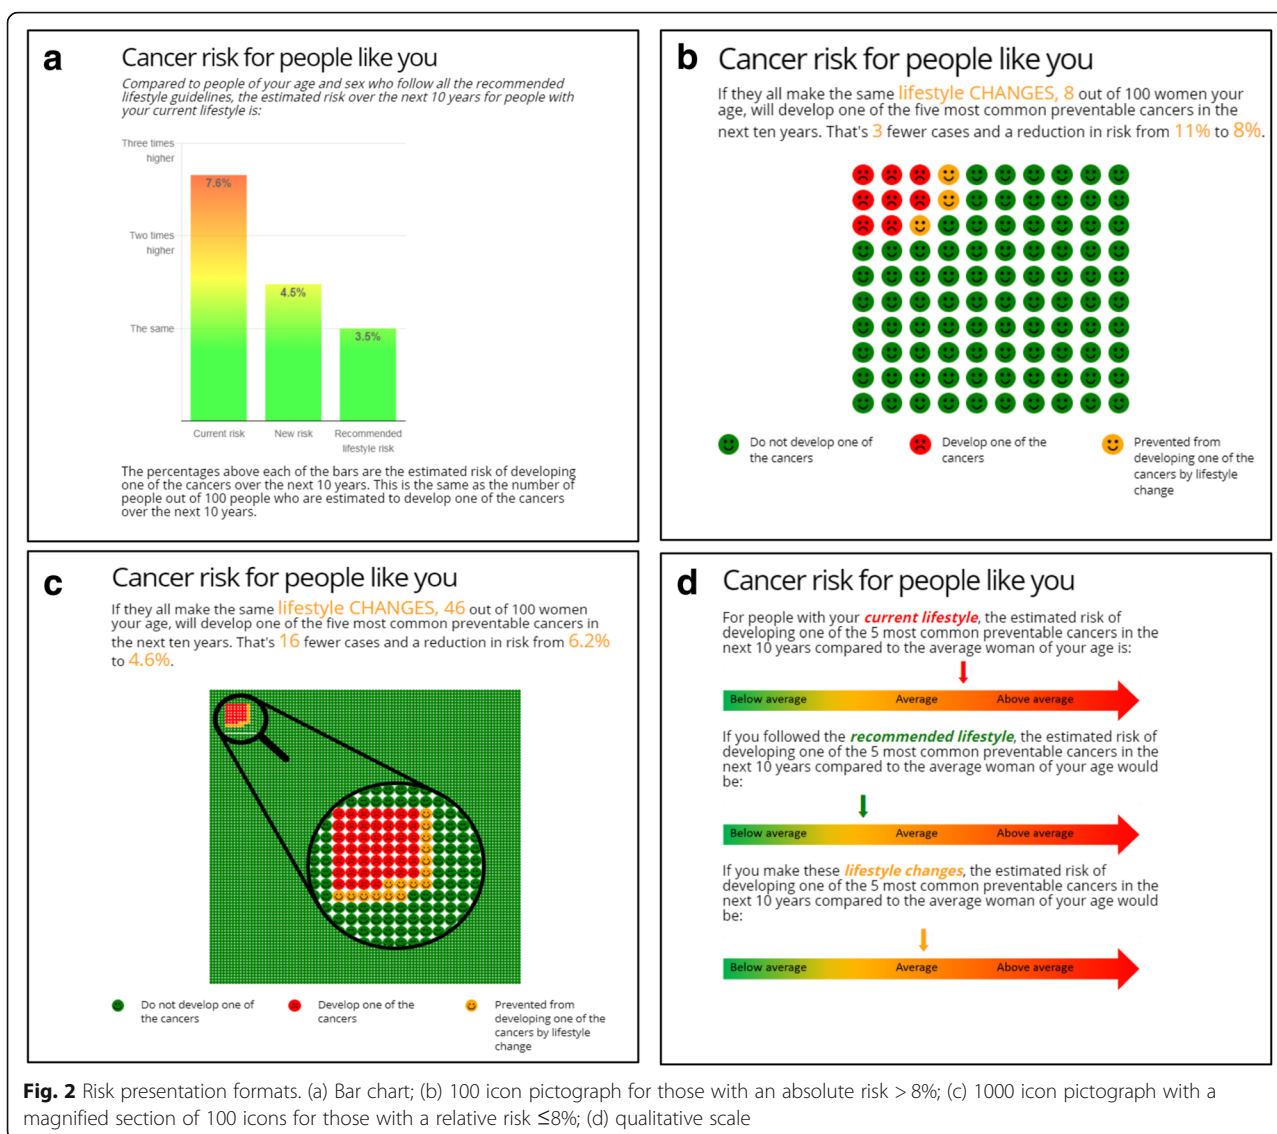 a
Cancer risk for people like you
Compared to people of your age and sex who follow all the recommended
lifestyle guidelines, the estimated risk over the next 10 years for people with
your current lifestyle is:
Three times
higher
7.6%
Two times
higher
4.5%
The same
3.5%
Current risk
New risk
Recommended
lifestyle risk
The percentages above each of the bars are the estimated risk of developing
one of the cancers over the next 10 years. This is the same as the number of
people out of 100 people who are estimated to develop one of the cancers
over the next 10 years.
b
Cancer risk for people like you
If they all make the same lifestyle CHANGES, 8 out of 100 women your
age, will develop one of the five most common preventable cancers in the
next ten years. That's 3 fewer cases and a reduction in risk from 11% to 8%.
Do not develop one of
the cancers
Develop one of the
cancers
Prevented from
developing one of the
cancers by lifestyle
change
c
Cancer risk for people like you
If they all make the same lifestyle CHANGES, 46 out of 100 women
your age, will develop one of the five most common preventable cancers in
the next ten years. That's 16 fewer cases and a reduction in risk from 6.2%
to 4.6%.
Do not develop one of
the cancers
Develop one of the
cancers
Prevented from
developing one of the
cancers by lifestyle
change
d
Cancer risk for people like you
For people with your current lifestyle, the estimated risk of
developing one of the 5 most common preventable cancers in the
next 10 years compared to the average woman of your age is:
Below average
Average
Above average
If you followed the recommended lifestyle, the estimated risk of
developing one of the 5 most common preventable cancers in the
next 10 years compared to the average woman of your age would
be:
Below average
Average
Above average
If you make these lifestyle changes, the estimated risk of
developing one of the 5 most common preventable cancers in the
next 10 years compared to the average woman of your age would
be:
Below average
Average
Above average
Fig. 2 Risk presentation formats. (a) Bar chart; (b) 100 icon pictograph for those with an absolute risk > 8%; (c) 1000 icon pictograph with a
magnified section of 100 icons for those with a relative risk ≤8%; (d) qualitative scale